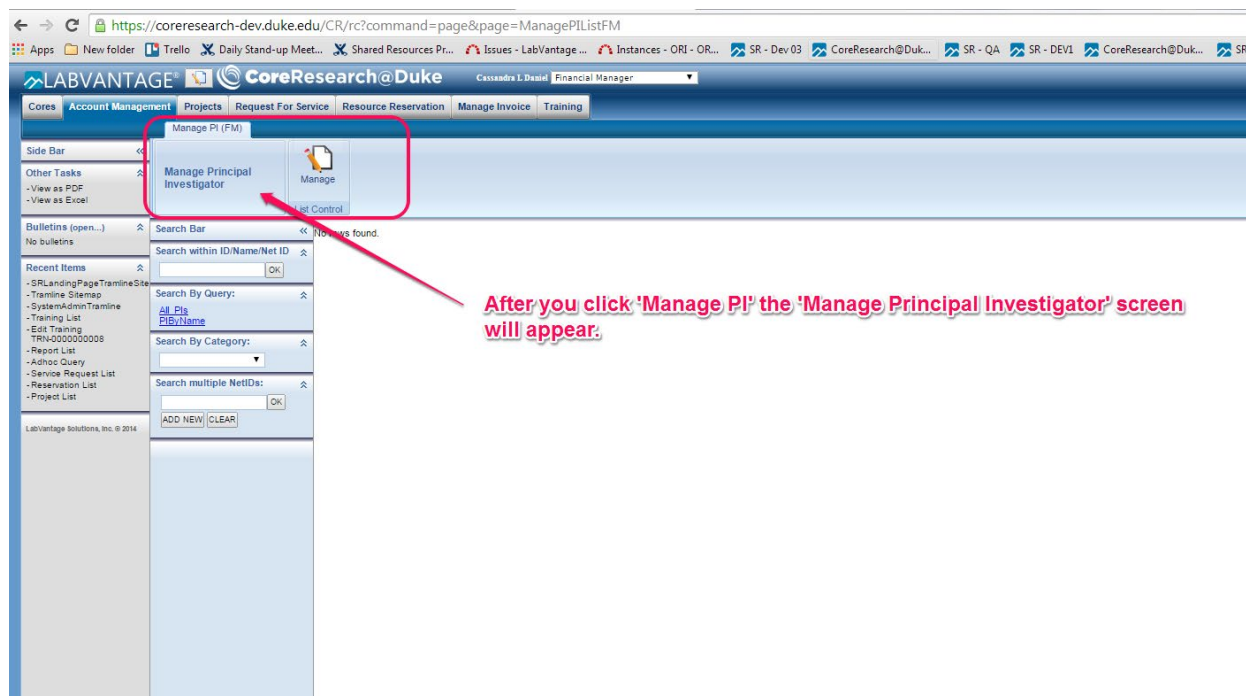 https://coreresearch-dev.duke.edu/CR/rc?command=page&page=ManagePIListFM
Apps New folder Trello Daily Stand-up Meet... Shared Resources Pr... Issues - LabVantage ... Instances - ORI - OR... SR - Dev 03 CoreResearch@Duk... SR - QA SR - DEV1 CoreResearch@Duk... SR
LABVANTAGE® CoreResearch@Duke Cassandra L Daniel Financial Manager
Cores Account Management Projects Request For Service Resource Reservation Manage Invoice Training
Manage PI (FM)
Side Bar
Other Tasks
- View as PDF
- View as Excel
Manage Principal
Investigator
Manage
List Control
Bulletins (open...)
No bulletins
Recent Items
- SRLandingPageTramlineSite
- Tramline Sitemap
- SystemAdminTramline
- Training List
- Edit Training
TRN-0000000008
- Report List
- Adhoc Query
- Service Request List
- Reservation List
- Project List
LabVantage Solutions, Inc. © 2014
Search Bar
Search within ID/Name/Net ID
OK
Search By Query:
All PIs
PIByName
Search By Category:
Search multiple NetIDs:
OK
ADD NEW CLEAR
No rows found.
After you click 'Manage PI' the 'Manage Principal Investigator' screen
will appear.